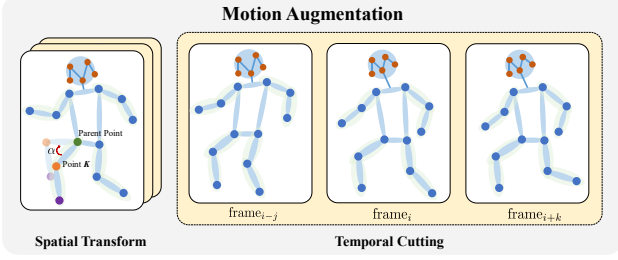 Motion Augmentation
Parent Point
α
Point K
frame_{i-j}
frame_i
frame_{i+k}
Spatial Transform
Temporal Cutting